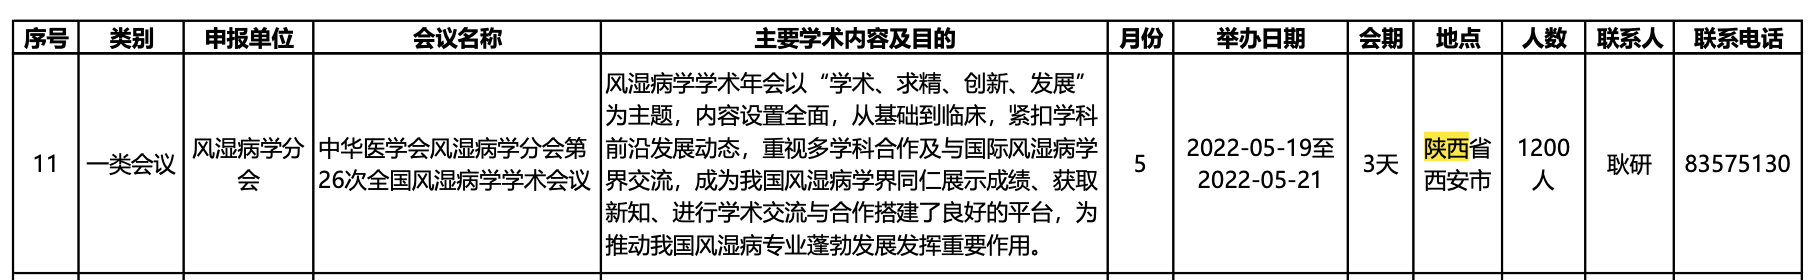 序号 类别 申报单位 会议名称 主要学术内容及目的 月份 举办日期 会期 地点 人数 联系人 联系电话
11
一类会议
风湿病学分
会
中华医学会风湿病学分会第
26次全国风湿病学学术会议
风湿病学学术年会以“学术、求精、创新、发展”
为主题，内容设置全面，从基础到临床，紧扣学科
前沿发展动态，重视多学科合作及与国际风湿病学
界交流，成为我国风湿病学界同仁展示成绩、获取
新知、进行学术交流与合作搭建了良好的平台，为
推动我国风湿病专业蓬勃发展发挥重要作用。
5
2022-05-19至
2022-05-21
3天
陕西省
西安市
1200
人
耿研
83575130